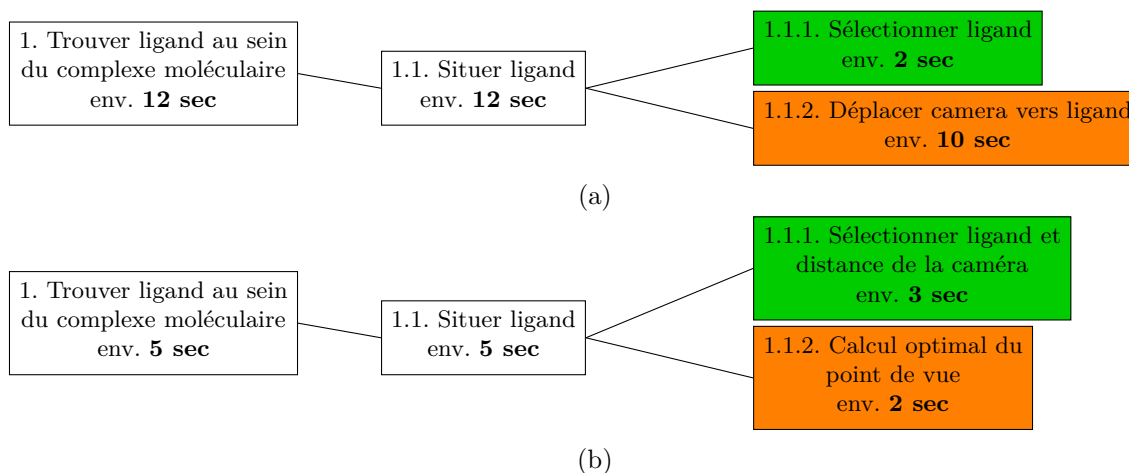 1. Trouver ligand au sein
du complexe moléculaire
env. 12 sec
1.1. Situer ligand
env. 12 sec
1.1.1. Sélectionner ligand
env. 2 sec
1.1.2. Déplacer camera vers ligand
env. 10 sec
(a)
1. Trouver ligand au sein
du complexe moléculaire
env. 5 sec
1.1. Situer ligand
env. 5 sec
1.1.1. Sélectionner ligand et
distance de la caméra
env. 3 sec
1.1.2. Calcul optimal du
point de vue
env. 2 sec
(b)